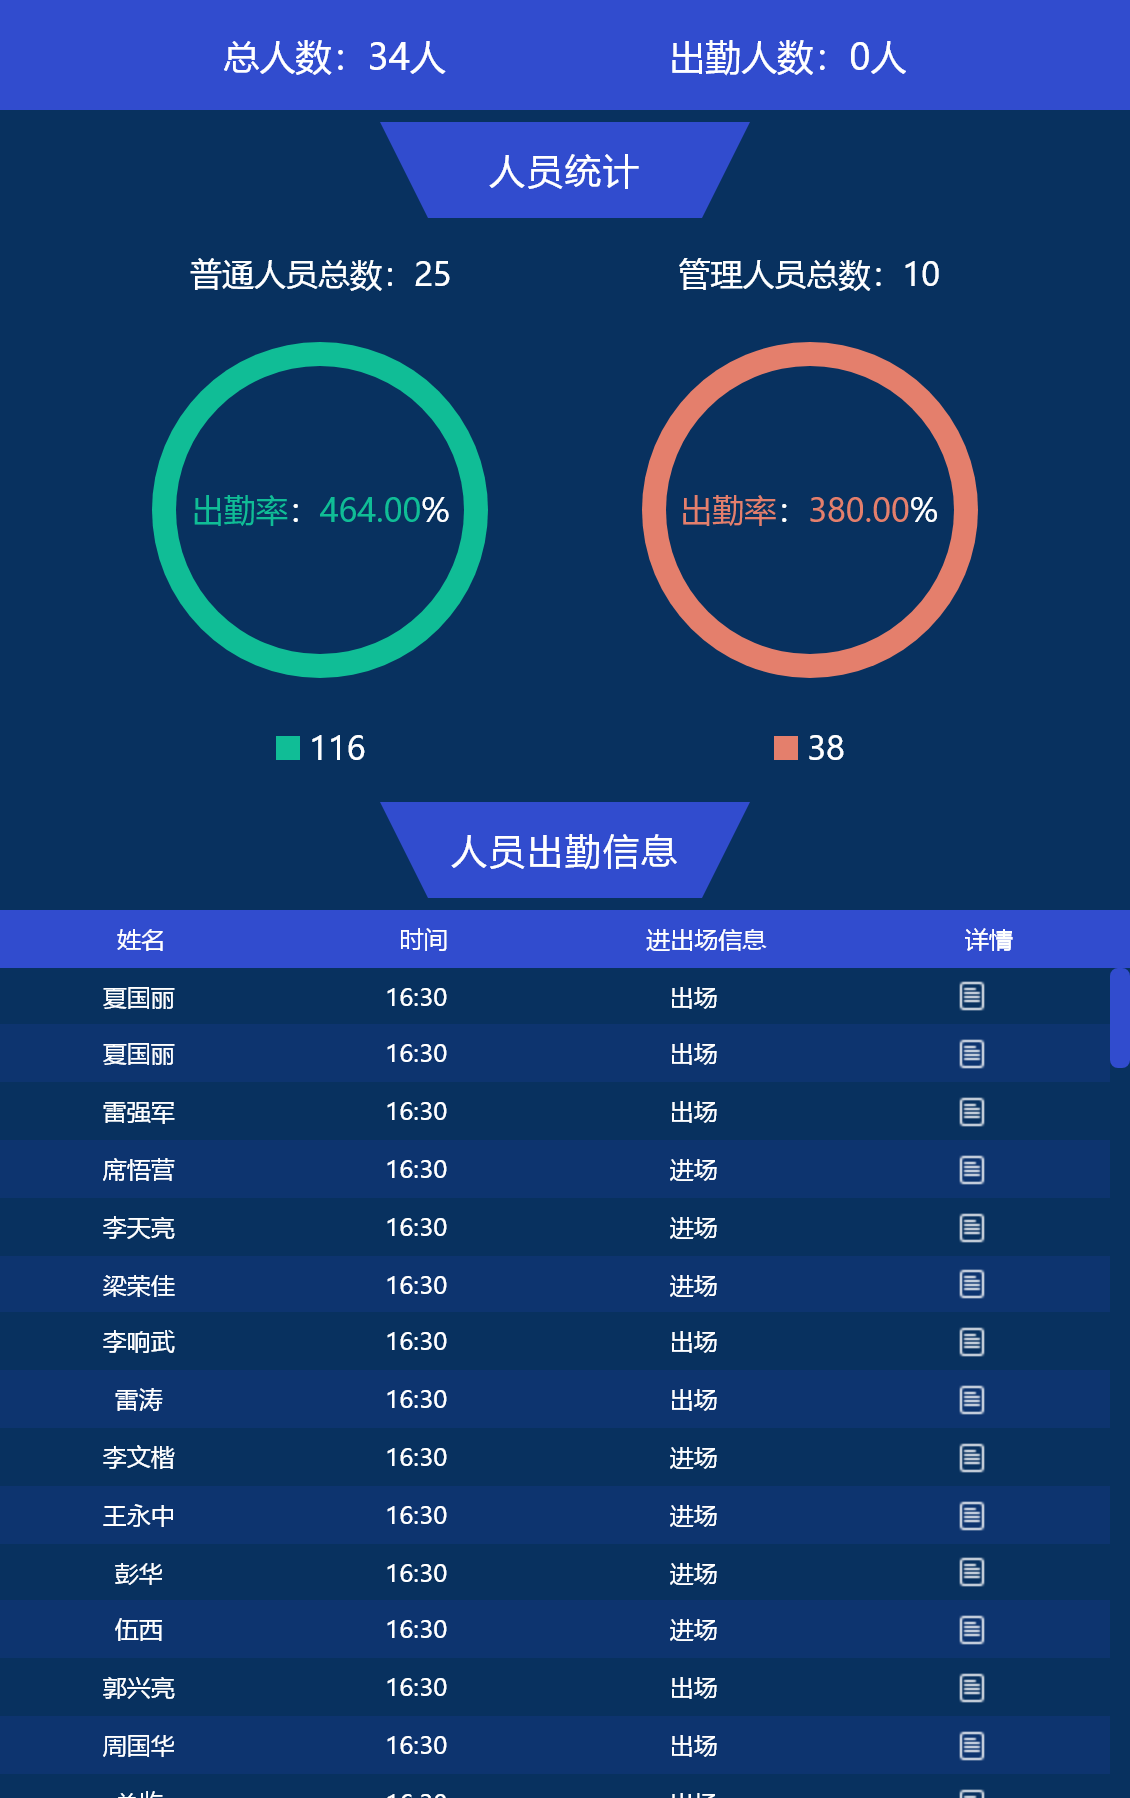 总人数：34人 出勤人数：0人
人员统计
普通人员总数：25 管理人员总数：10
出勤率：464.00% 出勤率：380.00%
116 38
人员出勤信息
姓名 时间 进出场信息 详情
夏国丽 16:30 出场
夏国丽 16:30 出场
雷强军 16:30 出场
席悟营 16:30 进场
李天亮 16:30 进场
梁荣佳 16:30 进场
李响武 16:30 出场
雷涛 16:30 出场
李文楷 16:30 进场
王永中 16:30 进场
彭华 16:30 进场
伍西 16:30 进场
郭兴亮 16:30 出场
周国华 16:30 出场